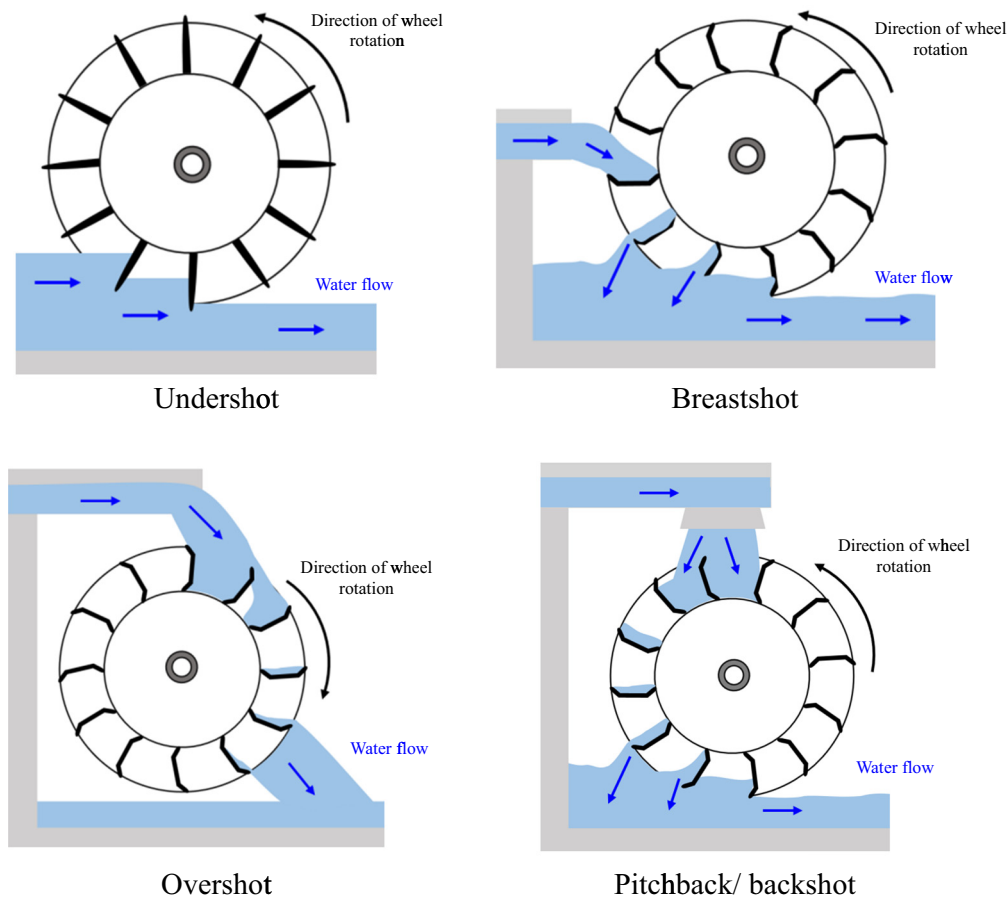 Direction of wheel
rotation
Water flow
Undershot
Direction of wheel
rotation
Water flow
Breastshot
Direction of wheel
rotation
Water flow
Overshot
Direction of wheel
rotation
Water flow
Pitchback/ backshot